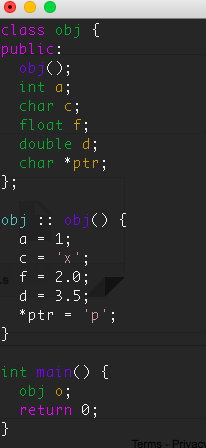 class obj {
public:
  obj();
  int a;
  char c;
  float f;
  double d;
  char *ptr;
};

obj :: obj() {
  a = 1;
  c = 'x';
  f = 2.0;
  d = 3.5;
  *ptr = 'p';
}

int main() {
  obj o;
  return 0;
}
Terms - Privacy